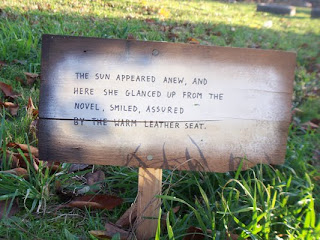 THE SUN APPEARED ANEW, AND
HERE SHE GLANCED UP FROM THE
NOVEL, SMILED, ASSURED
BY THE WARM LEATHER SEAT.